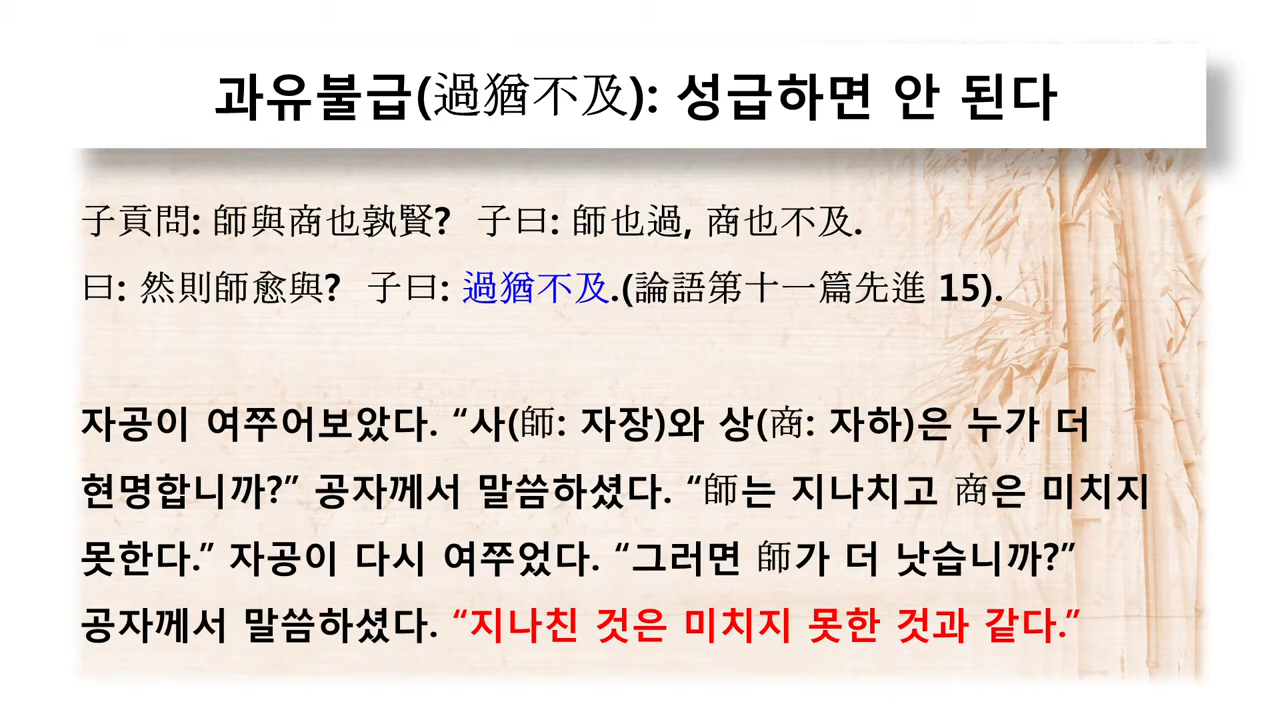 과유불급(過猶不及): 성급하면 안 된다
子貢問: 師與商也孰賢? 子曰: 師也過, 商也不及.
曰: 然則師愈與? 子曰: 過猶不及.(論語第十一篇先進 15).
자공이 여쭈어보았다. “사(師: 자장)와 상(商: 자하)은 누가 더
현명합니까?” 공자께서 말씀하셨다. “師는 지나치고 商은 미치지
못한다.” 자공이 다시 여쭈었다. “그러면 師가 더 낫습니까?”
공자께서 말씀하셨다. “지나친 것은 미치지 못한 것과 같다.”